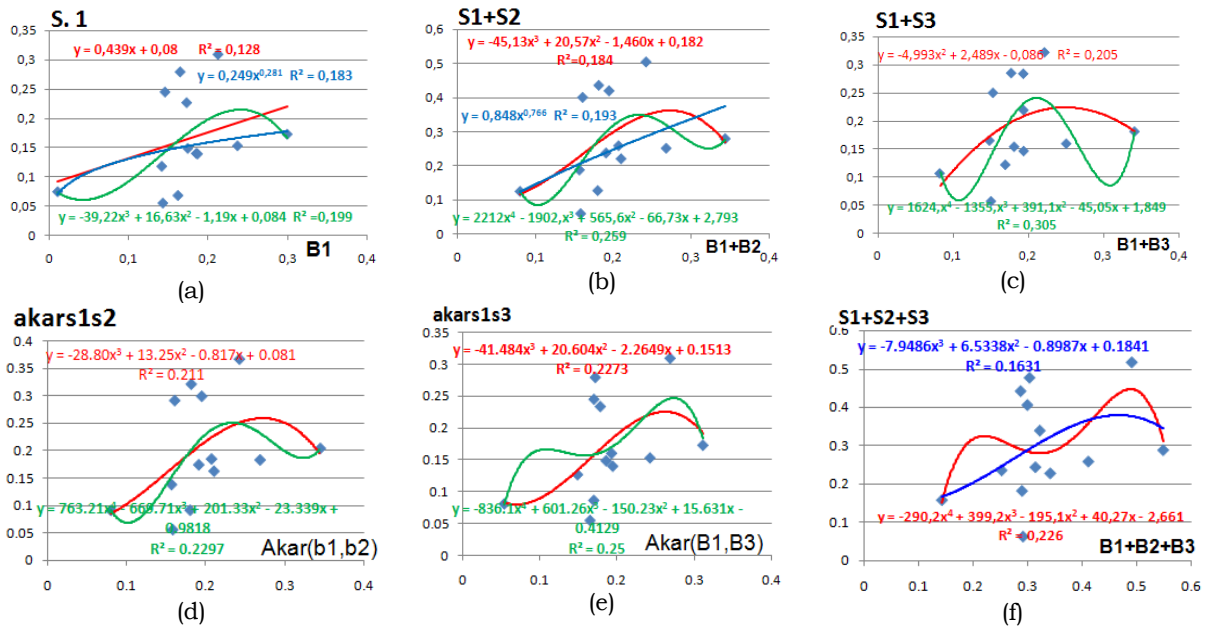 S. 1
0,35
0,3
0,25
0,2
0,15
0,1
0,05
0
y = 0,439x + 0,08 R² = 0,128
y = 0,249x^0,281 R² = 0,183
y = -39,22x³ + 16,63x² - 1,19x + 0,084 R² =0,199
0 0,1 0,2 0,3 0,4
B1
(a)
S1+S2
0,6
0,5
0,4
0,3
0,2
0,1
0
y = -45,13x³ + 20,57x² - 1,460x + 0,182
R²=0,184
y = 0,848x^0,766 R² = 0,193
y = 2212x⁴ - 1902,x³ + 565,6x² - 66,73x + 2,793
R² = 0,259
0 0,1 0,2 0,3 0,4
B1+B2
(b)
S1+S3
0,35
0,3
0,25
0,2
0,15
0,1
0,05
0
y = -4,993x² + 2,489x - 0,086 R² = 0,205
y = 1624,x⁴ - 1355,x³ + 391,1x² - 45,05x + 1,849
R² = 0,305
0 0,1 0,2 0,3 0,4
B1+B3
(c)
akars1s2
0.4
0.35
0.3
0.25
0.2
0.15
0.1
0.05
0
y = -28.80x³ + 13.25x² - 0.817x + 0.081
R² = 0.211
y = 763.21x⁴ - 669.71x³ + 201.33x² - 23.339x +
0.9818
R² = 0.2297
0 0.1 0.2 0.3 0.4
Akar(b1,b2)
(d)
akars1s3
0.35
0.3
0.25
0.2
0.15
0.1
0.05
0
y = -41.484x³ + 20.604x² - 2.2649x + 0.1513
R² = 0.2273
y = -836.1x⁴ + 601.26x³ - 150.23x² + 15.631x -
0.4129
R² = 0.25
0 0.1 0.2 0.3 0.4
Akar(B1,B3)
(e)
S1+S2+S3
0.6
0.5
0.4
0.3
0.2
0.1
0
y = -7.9486x³ + 6.5338x² - 0.8987x + 0.1841
R² = 0.1631
y = -290,2x⁴ + 399,2x³ - 195,1x² + 40,27x - 2,661
R² = 0,226
0 0.1 0.2 0.3 0.4 0.5 0.6
B1+B2+B3
(f)